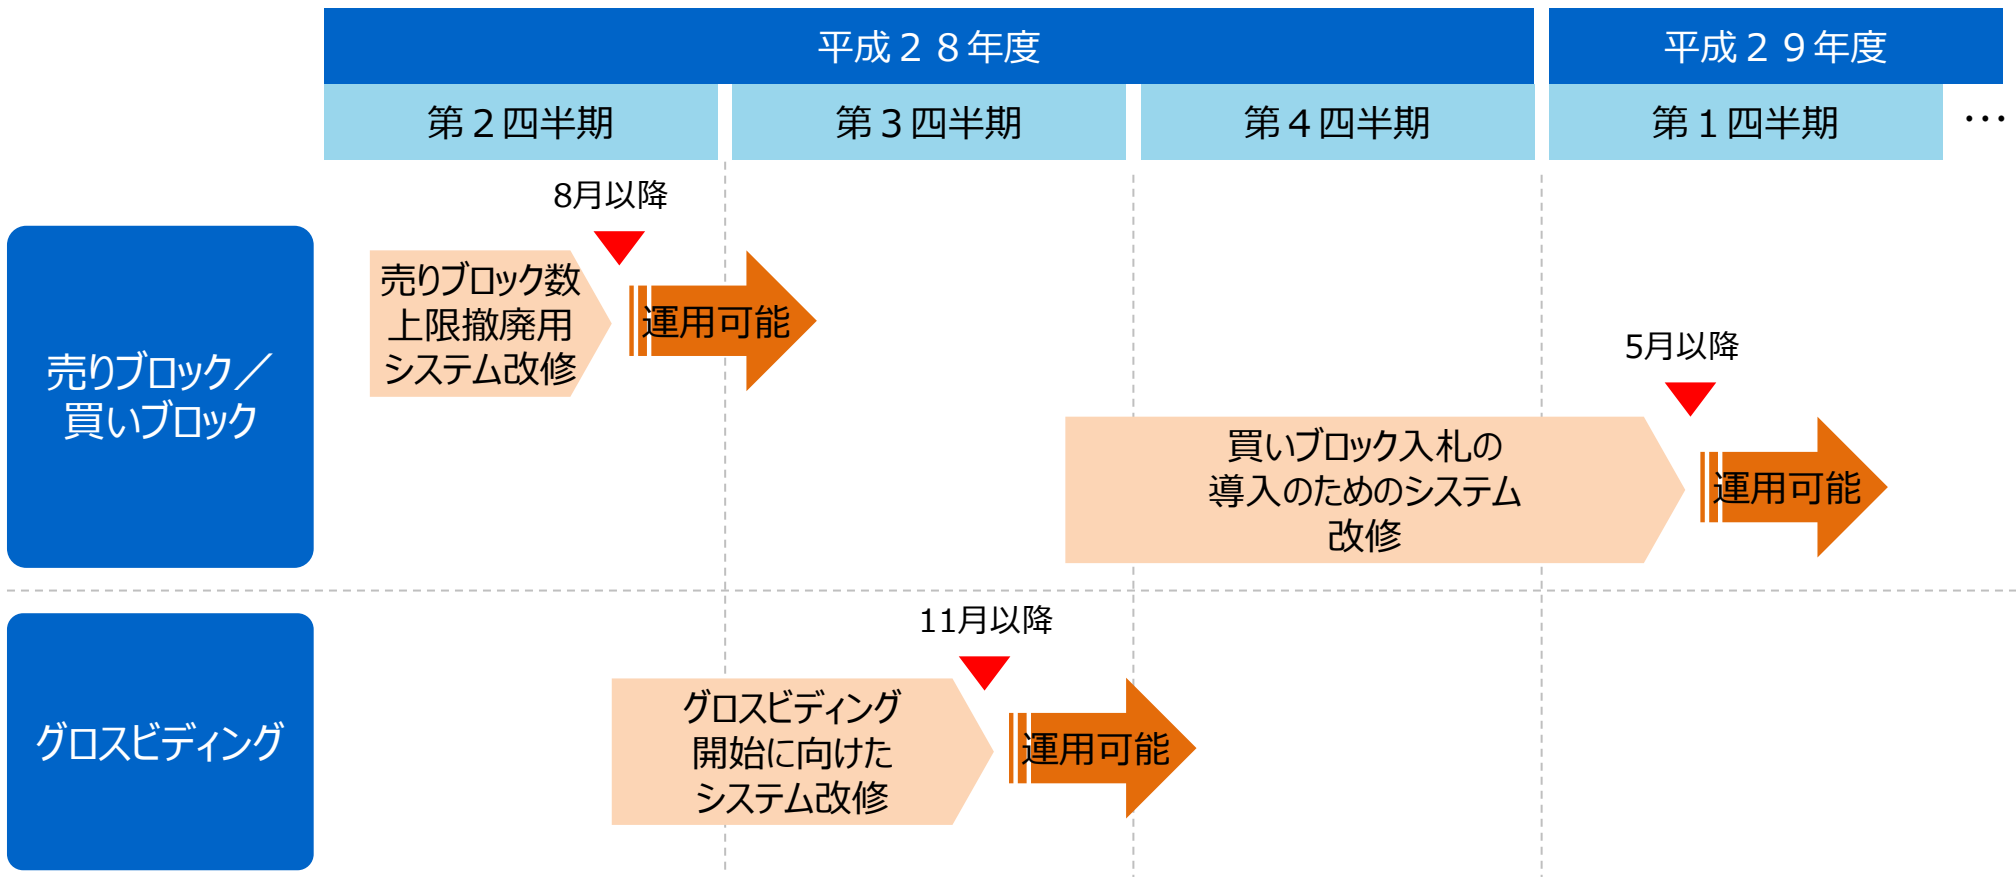 平成２８年度
平成２９年度
第２四半期
第３四半期
第４四半期
第１四半期
…
8月以降
売りブロック数
上限撤廃用
システム改修
運用可能
売りブロック／
買いブロック
5月以降
買いブロック入札の
導入のためのシステム
改修
運用可能
11月以降
グロスビディング
グロスビディング
開始に向けた
システム改修
運用可能